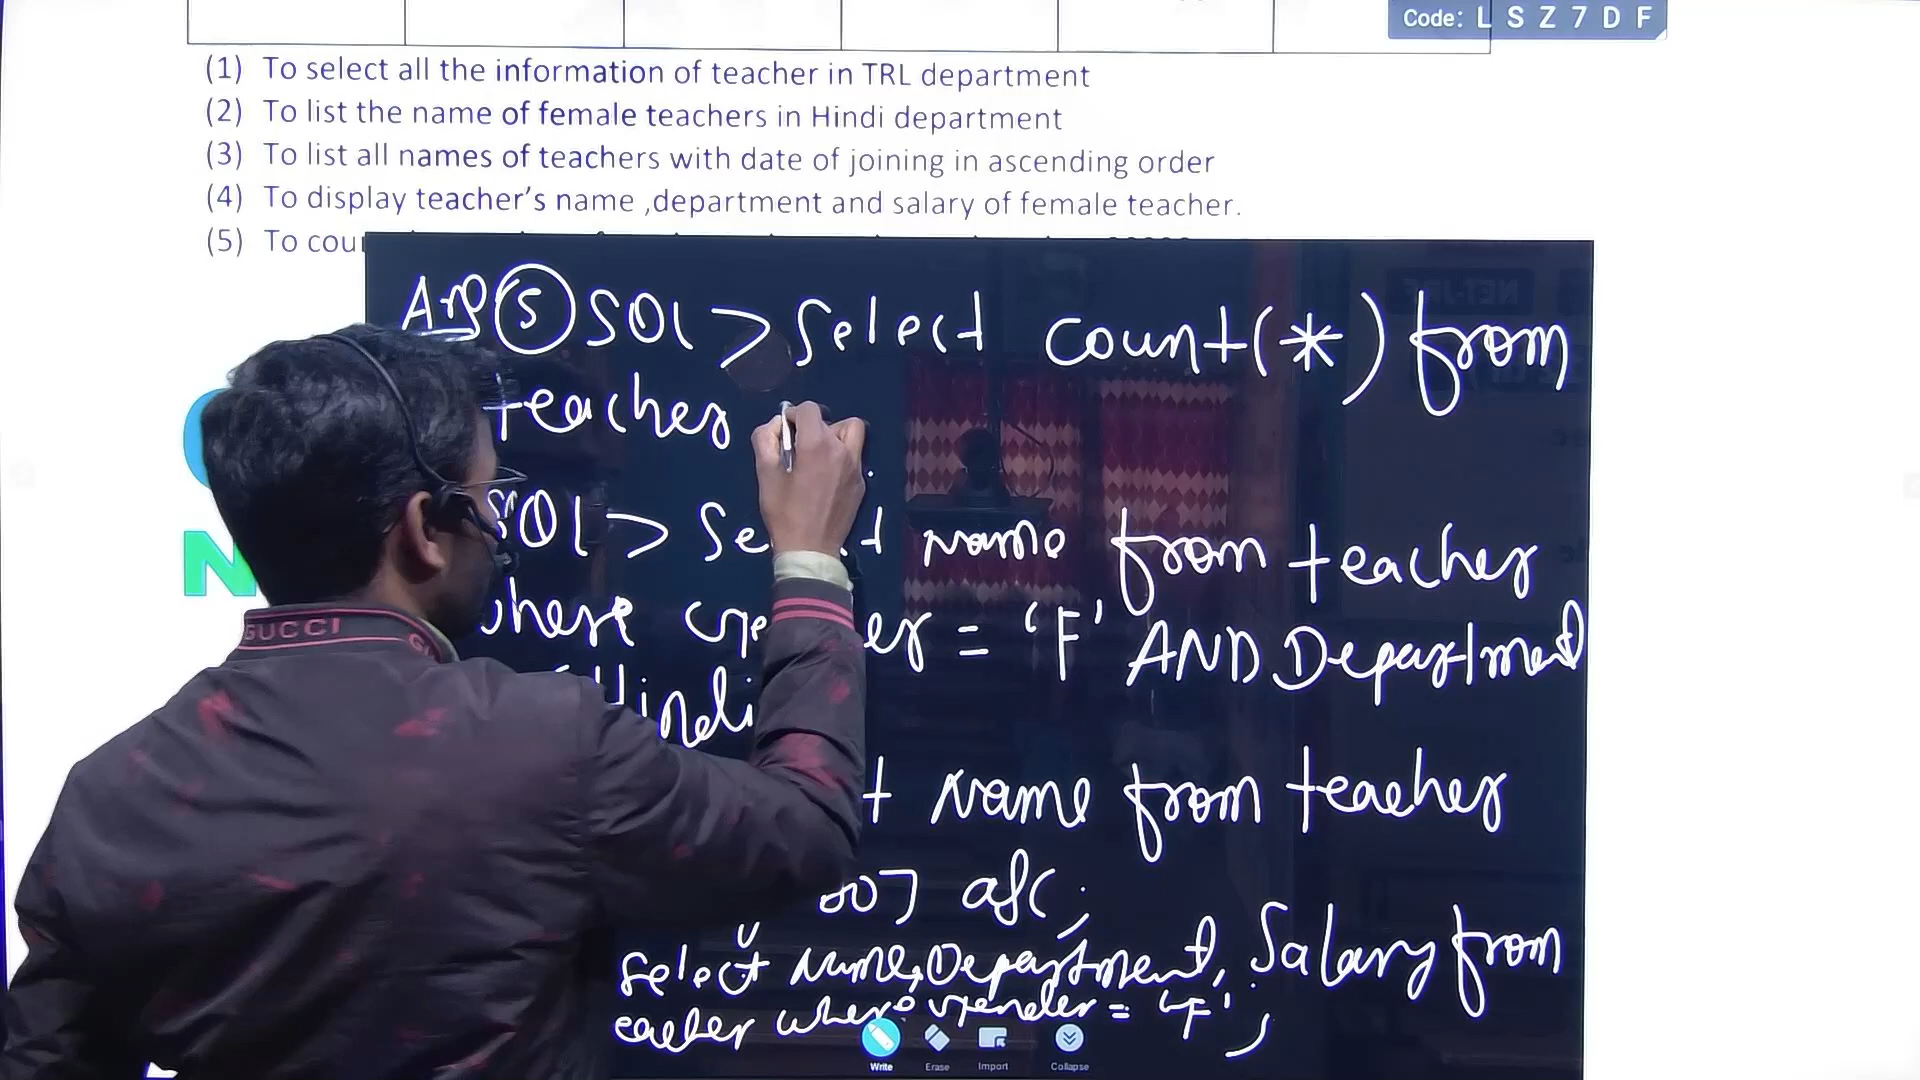 Code: L S Z 7 D F
(1) To select all the information of teacher in TRL department
(2) To list the name of female teachers in Hindi department
(3) To list all names of teachers with date of joining in ascending order
(4) To display teacher's name ,department and salary of female teacher.
(5) To cou
Ans (5) SQL > Select count(*) from
teacher
SQL > Se t name from teacher
where er = 'F' AND Department
Hindi
t Name from teacher
asc;
Select Name, Department, Salary from
eacher where Gender = 'F';
GUCCI
N
Write
Erase
Import
Collapse